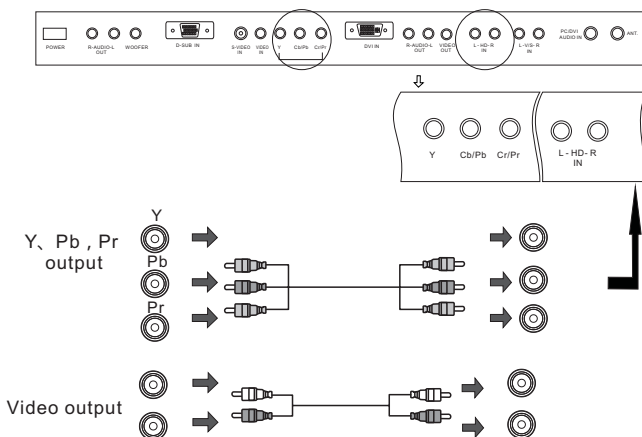 POWER
R-AUDIO-L
OUT
WOOFER
D-SUB IN
S-VIDEO
IN
VIDEO
IN
Y
Cb/Pb
Cr/Pr
DVI IN
R-AUDIO-L
OUT
VIDEO
OUT
L - HD- R
IN
L -V/S- R
IN
PC/DVI
AUDIO IN
ANT.
Y
Cb/Pb
Cr/Pr
L - HD- R
IN
Y
Y、Pb , Pr
output
Pb
Pr
Video output